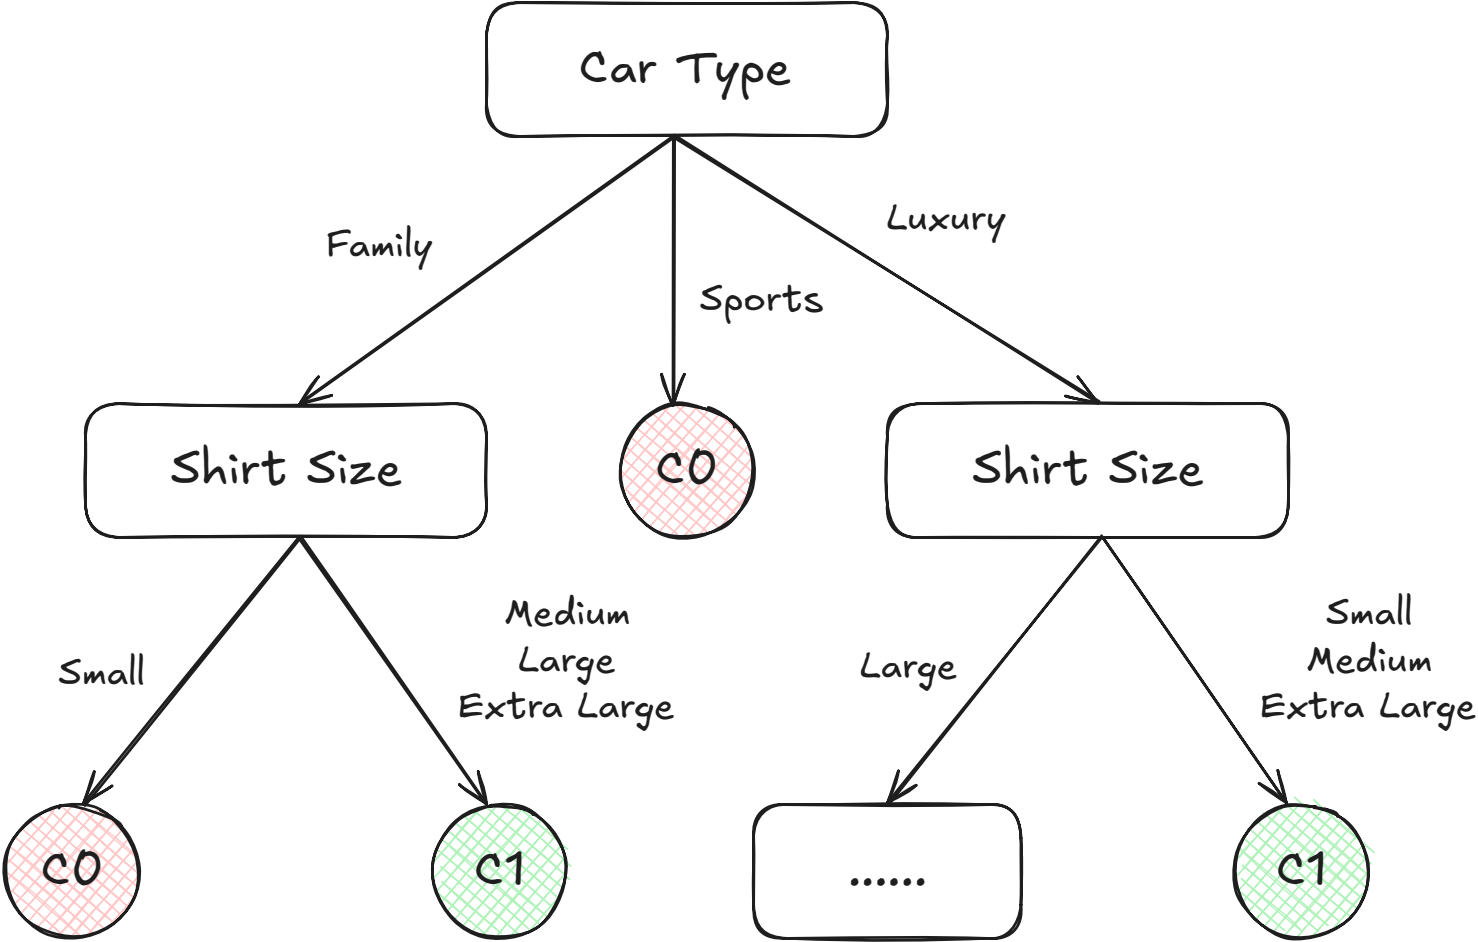 Car Type
Family
Luxury
Sports
Shirt Size
C0
Shirt Size
Small
Medium
Large
Extra Large
Large
Small
Medium
Extra Large
C0
C1
......
C1